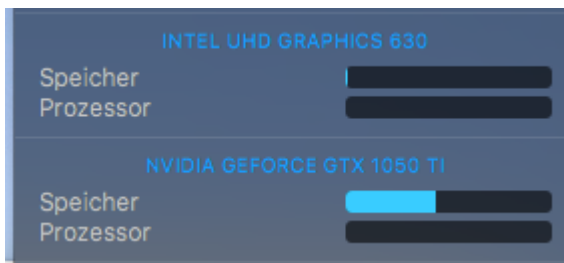 INTEL UHD GRAPHICS 630
Speicher
Prozessor
NVIDIA GEFORCE GTX 1050 TI
Speicher
Prozessor